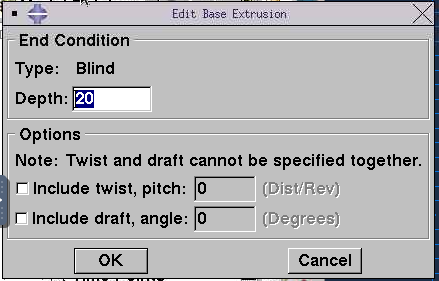 Edit Base Extrusion
End Condition
Type: Blind
Depth: 20
Options
Note: Twist and draft cannot be specified together.
Include twist, pitch: 0 (Dist/Rev)
Include draft, angle: 0 (Degrees)
OK Cancel